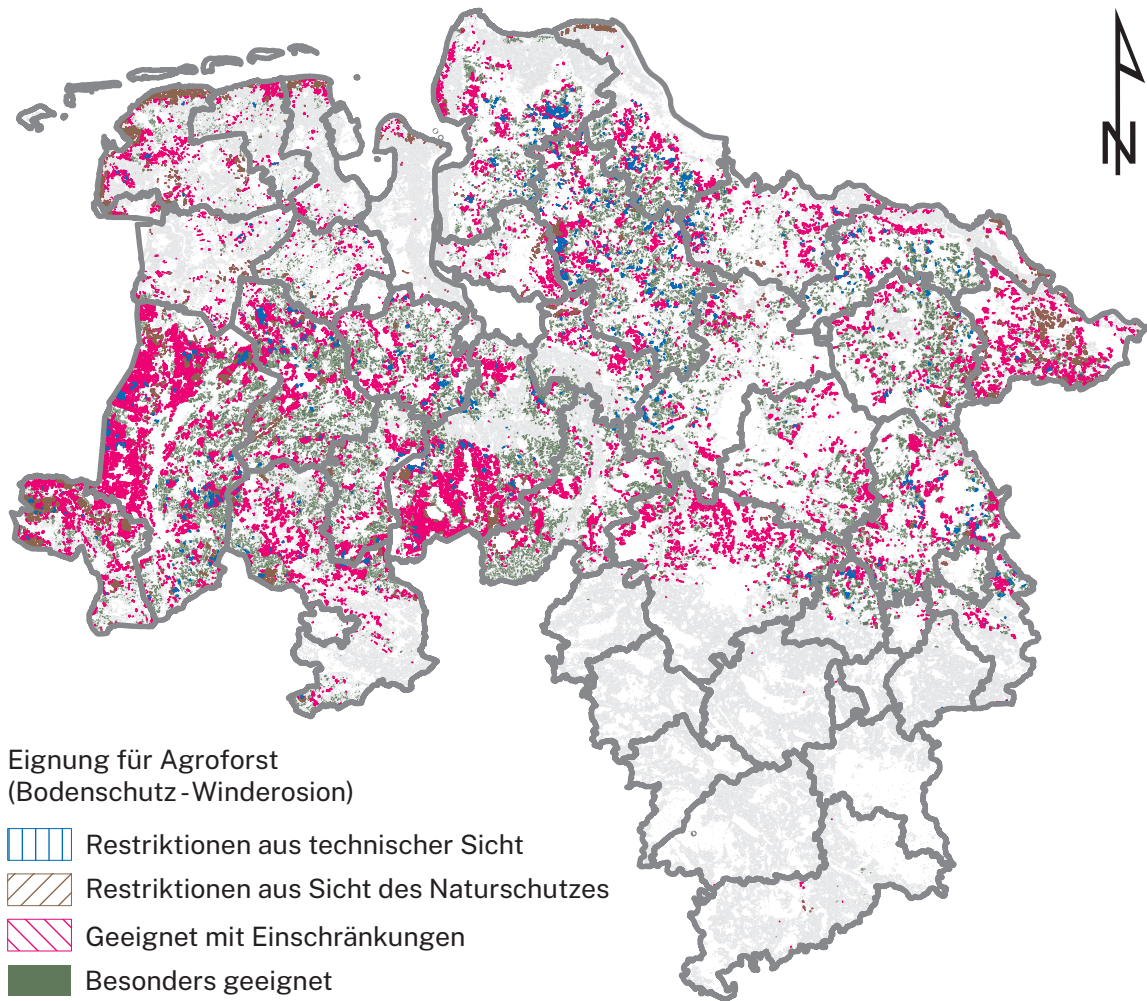 N
Eignung für Agroforst
(Bodenschutz - Winderosion)
Restriktionen aus technischer Sicht
Restriktionen aus Sicht des Naturschutzes
Geeignet mit Einschränkungen
Besonders geeignet